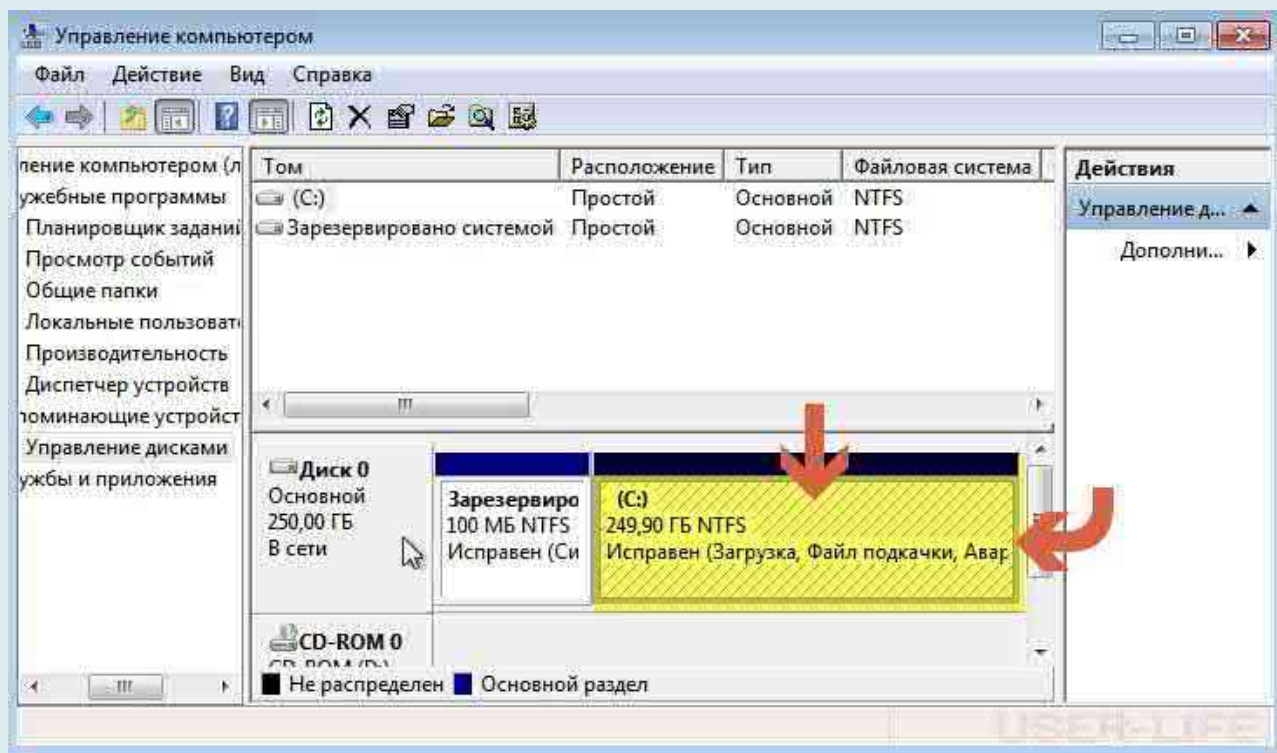 Управление компьютером
Файл Действие Вид Справка
ление компьютером (л
ужебные программы
Планировщик заданий
Просмотр событий
Общие папки
Локальные пользовате
Производительность
Диспетчер устройств
поминающие устройст
Управление дисками
ужбы и приложения
Том Расположение Тип Файловая система
(C:) Простой Основной NTFS
Зарезервировано системой Простой Основной NTFS
Действия
Управление д...
Дополни...
Диск 0
Основной
250,00 ГБ
В сети
Зарезервиро
100 МБ NTFS
Исправен (Си
(C:)
249,90 ГБ NTFS
Исправен (Загрузка, Файл подкачки, Авар
CD-ROM 0
CD-ROM (D:)
Не распределен Основной раздел
USER-LIFE